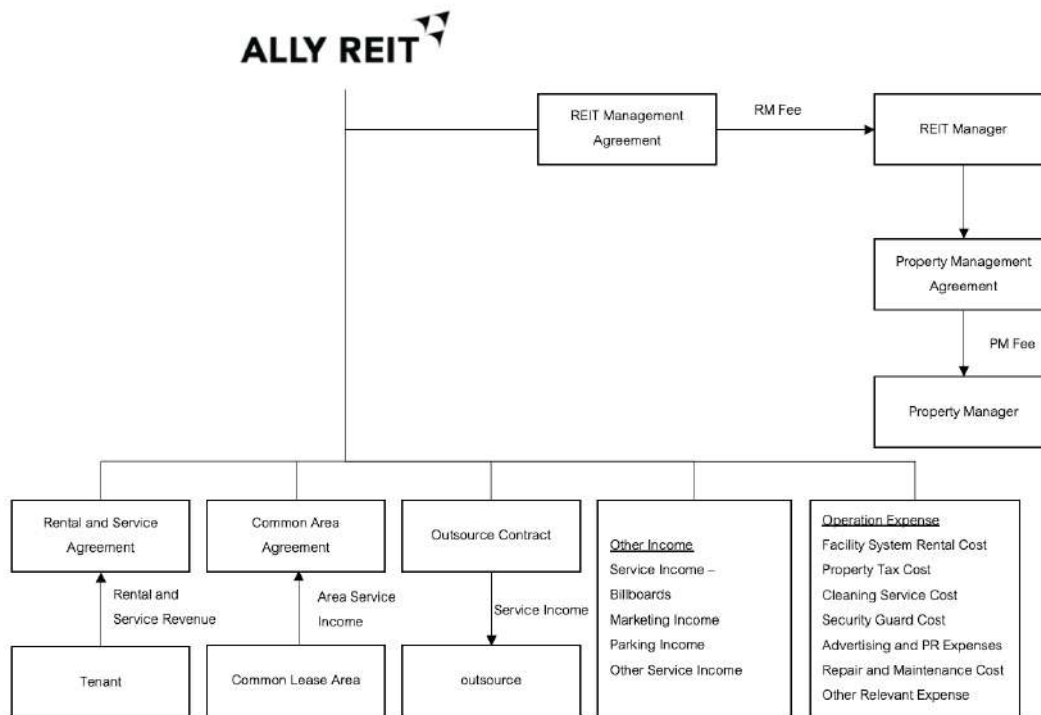 ALLY REIT
REIT Management
Agreement
RM Fee
REIT Manager
Property Management
Agreement
PM Fee
Property Manager
Rental and Service
Agreement
Rental and
Service Revenue
Tenant
Common Area
Agreement
Area Service
Income
Common Lease Area
Outsource Contract
Service Income
outsource
Other Income
Service Income –
Billboards
Marketing Income
Parking Income
Other Service Income
Operation Expense
Facility System Rental Cost
Property Tax Cost
Cleaning Service Cost
Security Guard Cost
Advertising and PR Expenses
Repair and Maintenance Cost
Other Relevant Expense